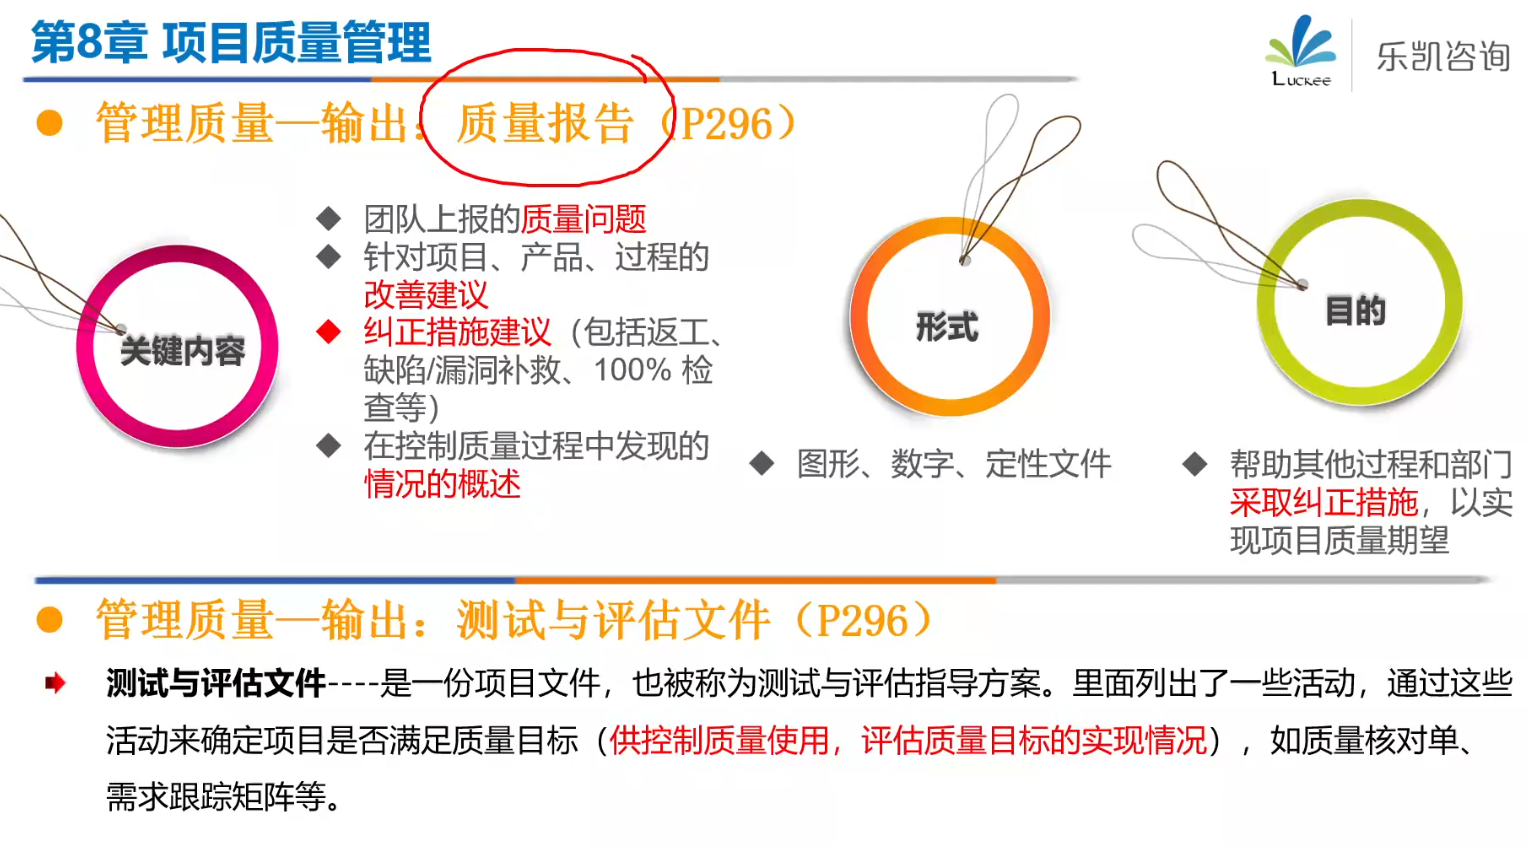 第8章 项目质量管理
LUCKEE
乐凯咨询
管理质量—输出：质量报告（P296）
关键内容
团队上报的质量问题
针对项目、产品、过程的
改善建议
纠正措施建议（包括返工、
缺陷/漏洞补救、100% 检
查等）
在控制质量过程中发现的
情况的概述
形式
图形、数字、定性文件
目的
帮助其他过程和部门
采取纠正措施，以实
现项目质量期望
管理质量—输出：测试与评估文件（P296）
测试与评估文件----是一份项目文件，也被称为测试与评估指导方案。里面列出了一些活动，通过这些
活动来确定项目是否满足质量目标（供控制质量使用，评估质量目标的实现情况），如质量核对单、
需求跟踪矩阵等。